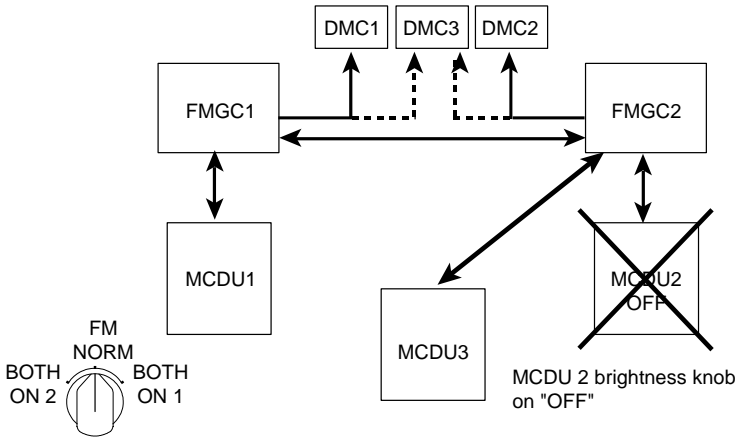 DMC1 DMC3 DMC2
FMGC1
FMGC2
MCDU1
MCDU2
OFF
MCDU3
FM
NORM
BOTH
ON 2
BOTH
ON 1
MCDU 2 brightness knob
on "OFF"